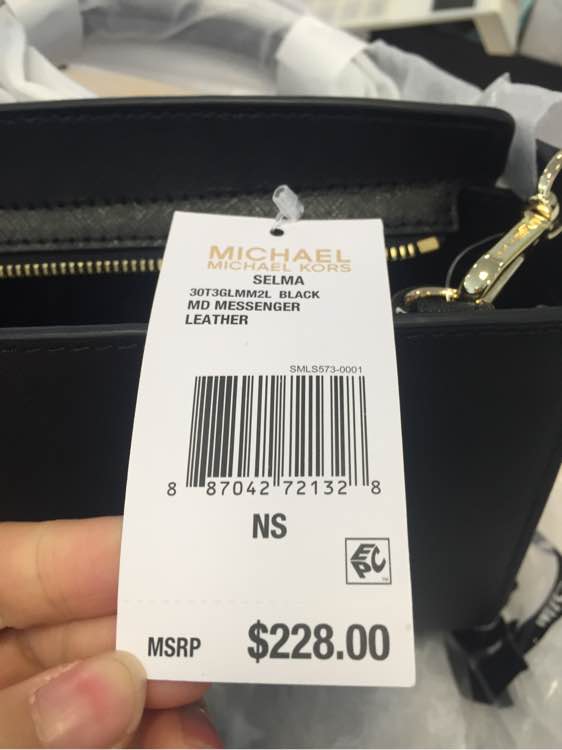 MICHAEL
MICHAEL KORS
SELMA
30T3GLMM2L BLACK
MD MESSENGER
LEATHER
SMLS573-0001
8 87042 72132 8
NS
EPC
MSRP $228.00